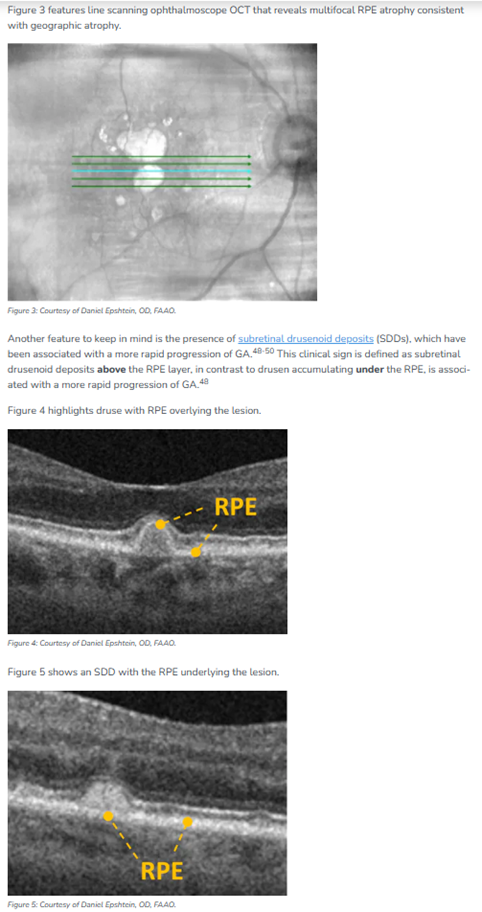 Figure 3 features line scanning ophthalmoscope OCT that reveals multifocal RPE atrophy consistent
with geographic atrophy.
Figure 3: Courtesy of Daniel Epshtein, OD, FAAO.
Another feature to keep in mind is the presence of subretinal drusenoid deposits (SDDs), which have
been associated with a more rapid progression of GA.48-50 This clinical sign is defined as subretinal
drusenoid deposits above the RPE layer, in contrast to drusen accumulating under the RPE, is associ-
ated with a more rapid progression of GA.48
Figure 4 highlights druse with RPE overlying the lesion.
RPE
Figure 4: Courtesy of Daniel Epshtein, OD, FAAO.
Figure 5 shows an SDD with the RPE underlying the lesion.
RPE
Figure 5: Courtesy of Daniel Epshtein, OD, FAAO.